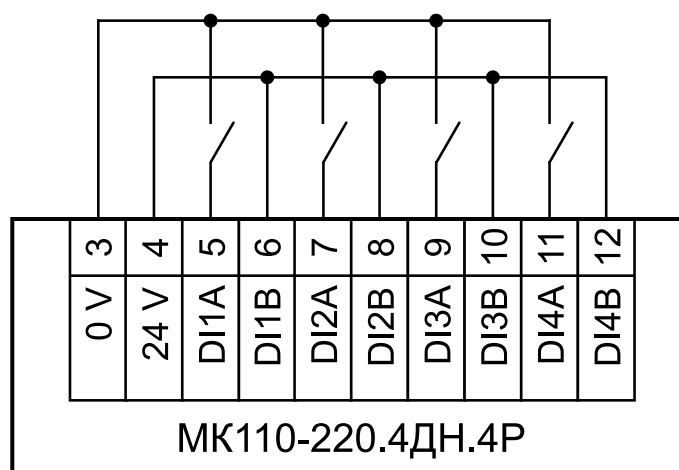 3 4 5 6 7 8 9 10 11 12
0 V 24 V DI1A DI1B DI2A DI2B DI3A DI3B DI4A DI4B
МК110-220.4ДН.4Р